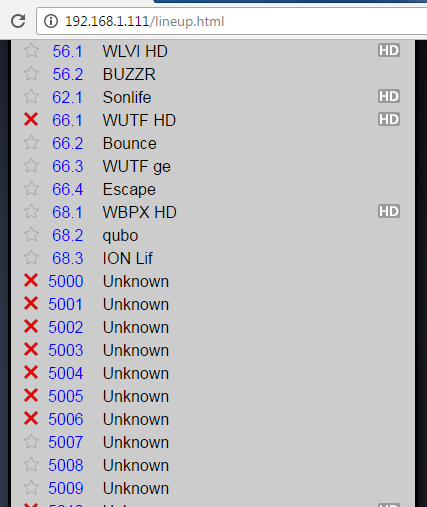 192.168.1.111/lineup.html
56.1 WLVI HD HD
56.2 BUZZR
62.1 Sonlife HD
66.1 WUTF HD HD
66.2 Bounce
66.3 WUTF ge
66.4 Escape
68.1 WBPX HD HD
68.2 qubo
68.3 ION Lif
5000 Unknown
5001 Unknown
5002 Unknown
5003 Unknown
5004 Unknown
5005 Unknown
5006 Unknown
5007 Unknown
5008 Unknown
5009 Unknown